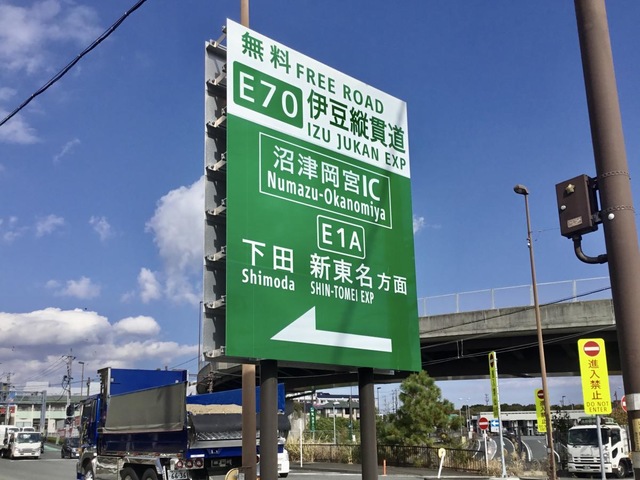 無料 FREE ROAD
E70 伊豆縦貫道
IZU JUKAN EXP
沼津岡宮IC
Numazu-Okanomiya
E1A
下田 新東名方面
Shimoda SHIN-TOMEI EXP
進入禁止
DO NOT
ENTER